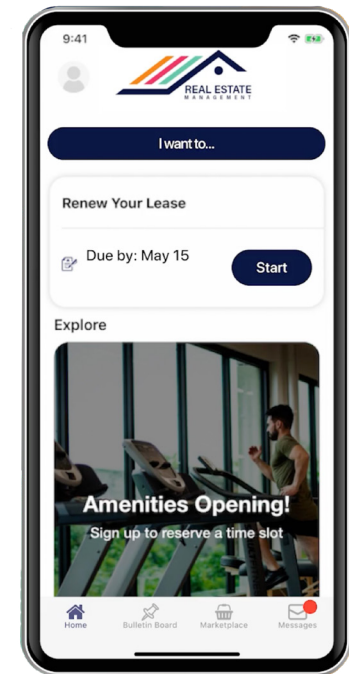 9:41
REAL ESTATE
MANAGEMENT
I want to...
Renew Your Lease
Due by: May 15
Start
Explore
Amenities Opening!
Sign up to reserve a time slot
Home
Bulletin Board
Marketplace
Messages